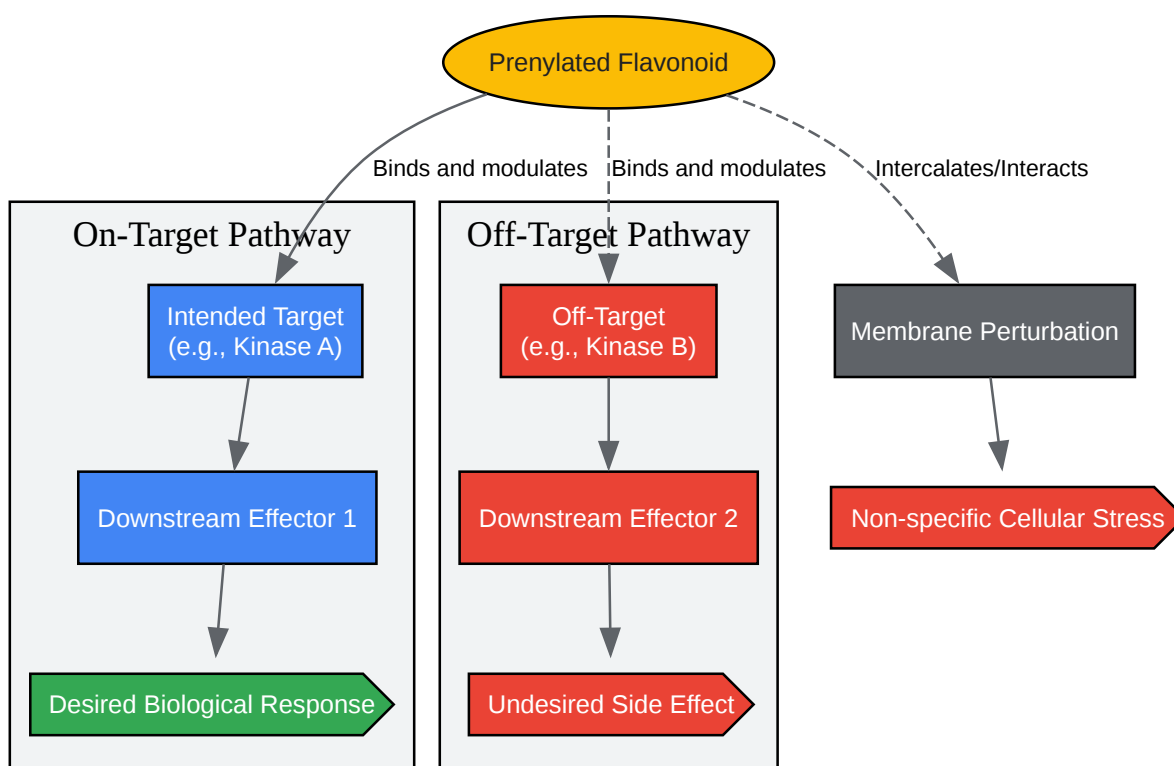 Prenylated Flavonoid
Binds and modulates
Binds and modulates
Intercalates/Interacts
On-Target Pathway
Off-Target Pathway
Intended Target
(e.g., Kinase A)
Off-Target
(e.g., Kinase B)
Membrane Perturbation
Downstream Effector 1
Downstream Effector 2
Non-specific Cellular Stress
Desired Biological Response
Undesired Side Effect